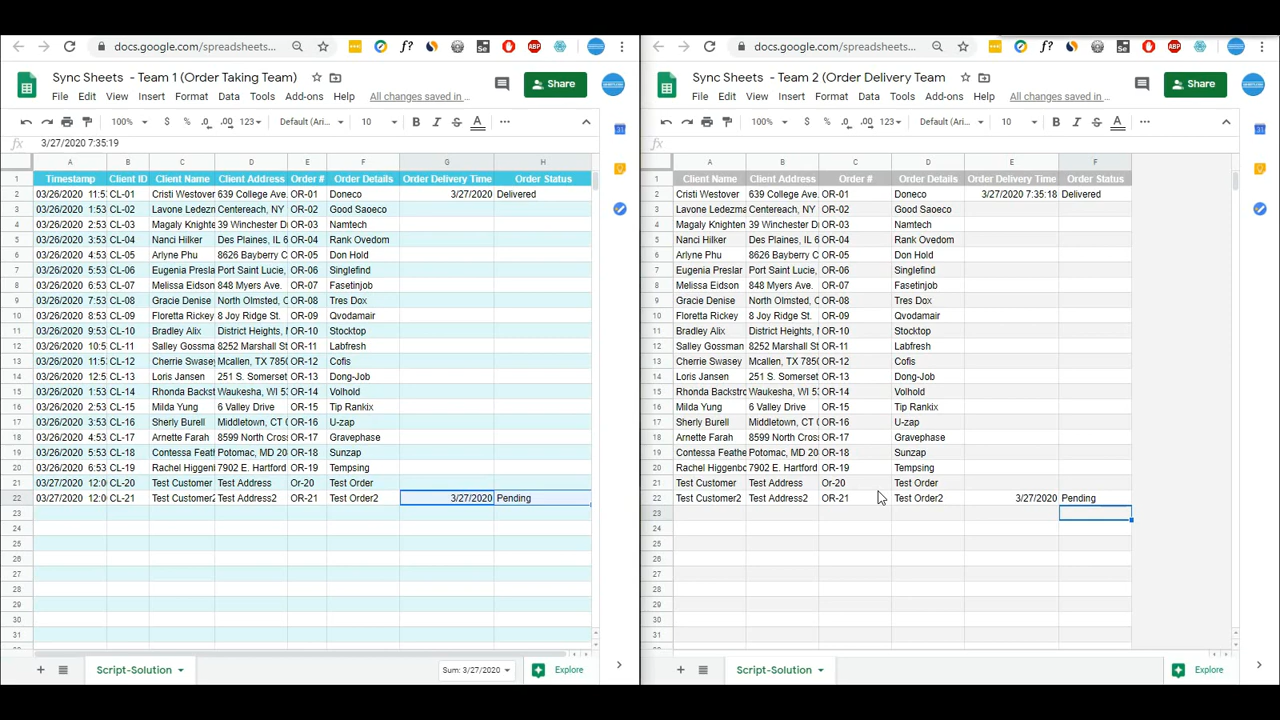 docs.google.com/spreadsheets...
Sync Sheets - Team 1 (Order Taking Team)
File Edit View Insert Format Data Tools Add-ons Help All changes saved in ...
Share
100% $ % .0 .00 123 Default (Ari... 10 B I S A
fx 3/27/2020 7:35:19
A B C D E F G H
1 Timestamp Client ID Client Name Client Address Order # Order Details Order Delivery Time Order Status
2 03/26/2020 11:5 CL-01 Cristi Westover 639 College Ave. OR-01 Doneco 3/27/2020 Delivered
3 03/26/2020 1:53 CL-02 Lavone Ledezm Centereach, NY OR-02 Good Saoeco
4 03/26/2020 2:53 CL-03 Magaly Knighte 39 Winchester D OR-03 Namtech
5 03/26/2020 3:53 CL-04 Nanci Hilker Des Plaines, IL 6 OR-04 Rank Ovedom
6 03/26/2020 4:53 CL-05 Arlyne Phu 8626 Bayberry C OR-05 Don Hold
7 03/26/2020 5:53 CL-06 Eugenia Presla Port Saint Lucie, OR-06 Singlefind
8 03/26/2020 6:53 CL-07 Melissa Eidson 848 Myers Ave. OR-07 Fasetinjob
9 03/26/2020 7:53 CL-08 Gracie Denise North Olmsted, C OR-08 Tres Dox
10 03/26/2020 8:53 CL-09 Floretta Rickey 8 Joy Ridge St. OR-09 Qvodamair
11 03/26/2020 9:53 CL-10 Bradley Alix District Heights, OR-10 Stocktop
12 03/26/2020 10:5 CL-11 Salley Gossman 8252 Marshall St OR-11 Labfresh
13 03/26/2020 11:5 CL-12 Cherrie Swasey Mcallen, TX 7850 OR-12 Cofis
14 03/26/2020 12:5 CL-13 Loris Jansen 251 S. Somerset OR-13 Dong-Job
15 03/26/2020 1:53 CL-14 Rhonda Backst Waukesha, WI 53 OR-14 Volhold
16 03/26/2020 2:53 CL-15 Milda Yung 6 Valley Drive OR-15 Tip Rankix
17 03/26/2020 3:53 CL-16 Sherly Burell Middletown, CT OR-16 U-zap
18 03/26/2020 4:53 CL-17 Arnette Farah 8599 North Cross OR-17 Gravephase
19 03/26/2020 5:53 CL-18 Contessa Feat Potomac, MD 20 OR-18 Sunzap
20 03/26/2020 6:53 CL-19 Rachel Higgenb 7902 E. Hartford OR-19 Tempsing
21 03/27/2020 12:0 CL-20 Test Customer Test Address Or-20 Test Order
22 03/27/2020 12:0 CL-21 Test Customer2 Test Address2 OR-21 Test Order2 3/27/2020 Pending
23
24
25
26
27
28
29
30
31
Script-Solution Sum: 3/27/2020 Explore
docs.google.com/spreadsheets...
Sync Sheets - Team 2 (Order Delivery Team
File Edit View Insert Format Data Tools Add-ons Help All changes saved in ...
Share
100% $ % .0 .00 123 Default (Ari... 10 B I S A
fx
A B C D E F
1 Client Name Client Address Order # Order Details Order Delivery Time Order Status
2 Cristi Westover 639 College Ave. OR-01 Doneco 3/27/2020 7:35:18 Delivered
3 Lavone Ledezma Centereach, NY OR-02 Good Saoeco
4 Magaly Knighte 39 Winchester D OR-03 Namtech
5 Nanci Hilker Des Plaines, IL 6 OR-04 Rank Ovedom
6 Arlyne Phu 8626 Bayberry C OR-05 Don Hold
7 Eugenia Preslar Port Saint Lucie, OR-06 Singlefind
8 Melissa Eidson 848 Myers Ave. OR-07 Fasetinjob
9 Gracie Denise North Olmsted, C OR-08 Tres Dox
10 Floretta Rickey 8 Joy Ridge St. OR-09 Qvodamair
11 Bradley Alix District Heights, OR-10 Stocktop
12 Salley Gossman 8252 Marshall St OR-11 Labfresh
13 Cherrie Swasey Mcallen, TX 7850 OR-12 Cofis
14 Loris Jansen 251 S. Somerset OR-13 Dong-Job
15 Rhonda Backstr Waukesha, WI 53 OR-14 Volhold
16 Milda Yung 6 Valley Drive OR-15 Tip Rankix
17 Sherly Burell Middletown, CT OR-16 U-zap
18 Arnette Farah 8599 North Cross OR-17 Gravephase
19 Contessa Feathe Potomac, MD 20 OR-18 Sunzap
20 Rachel Higgenbo 7902 E. Hartford OR-19 Tempsing
21 Test Customer Test Address Or-20 Test Order
22 Test Customer2 Test Address2 OR-21 Test Order2 3/27/2020 Pending
23
24
25
26
27
28
29
30
31
Script-Solution Explore